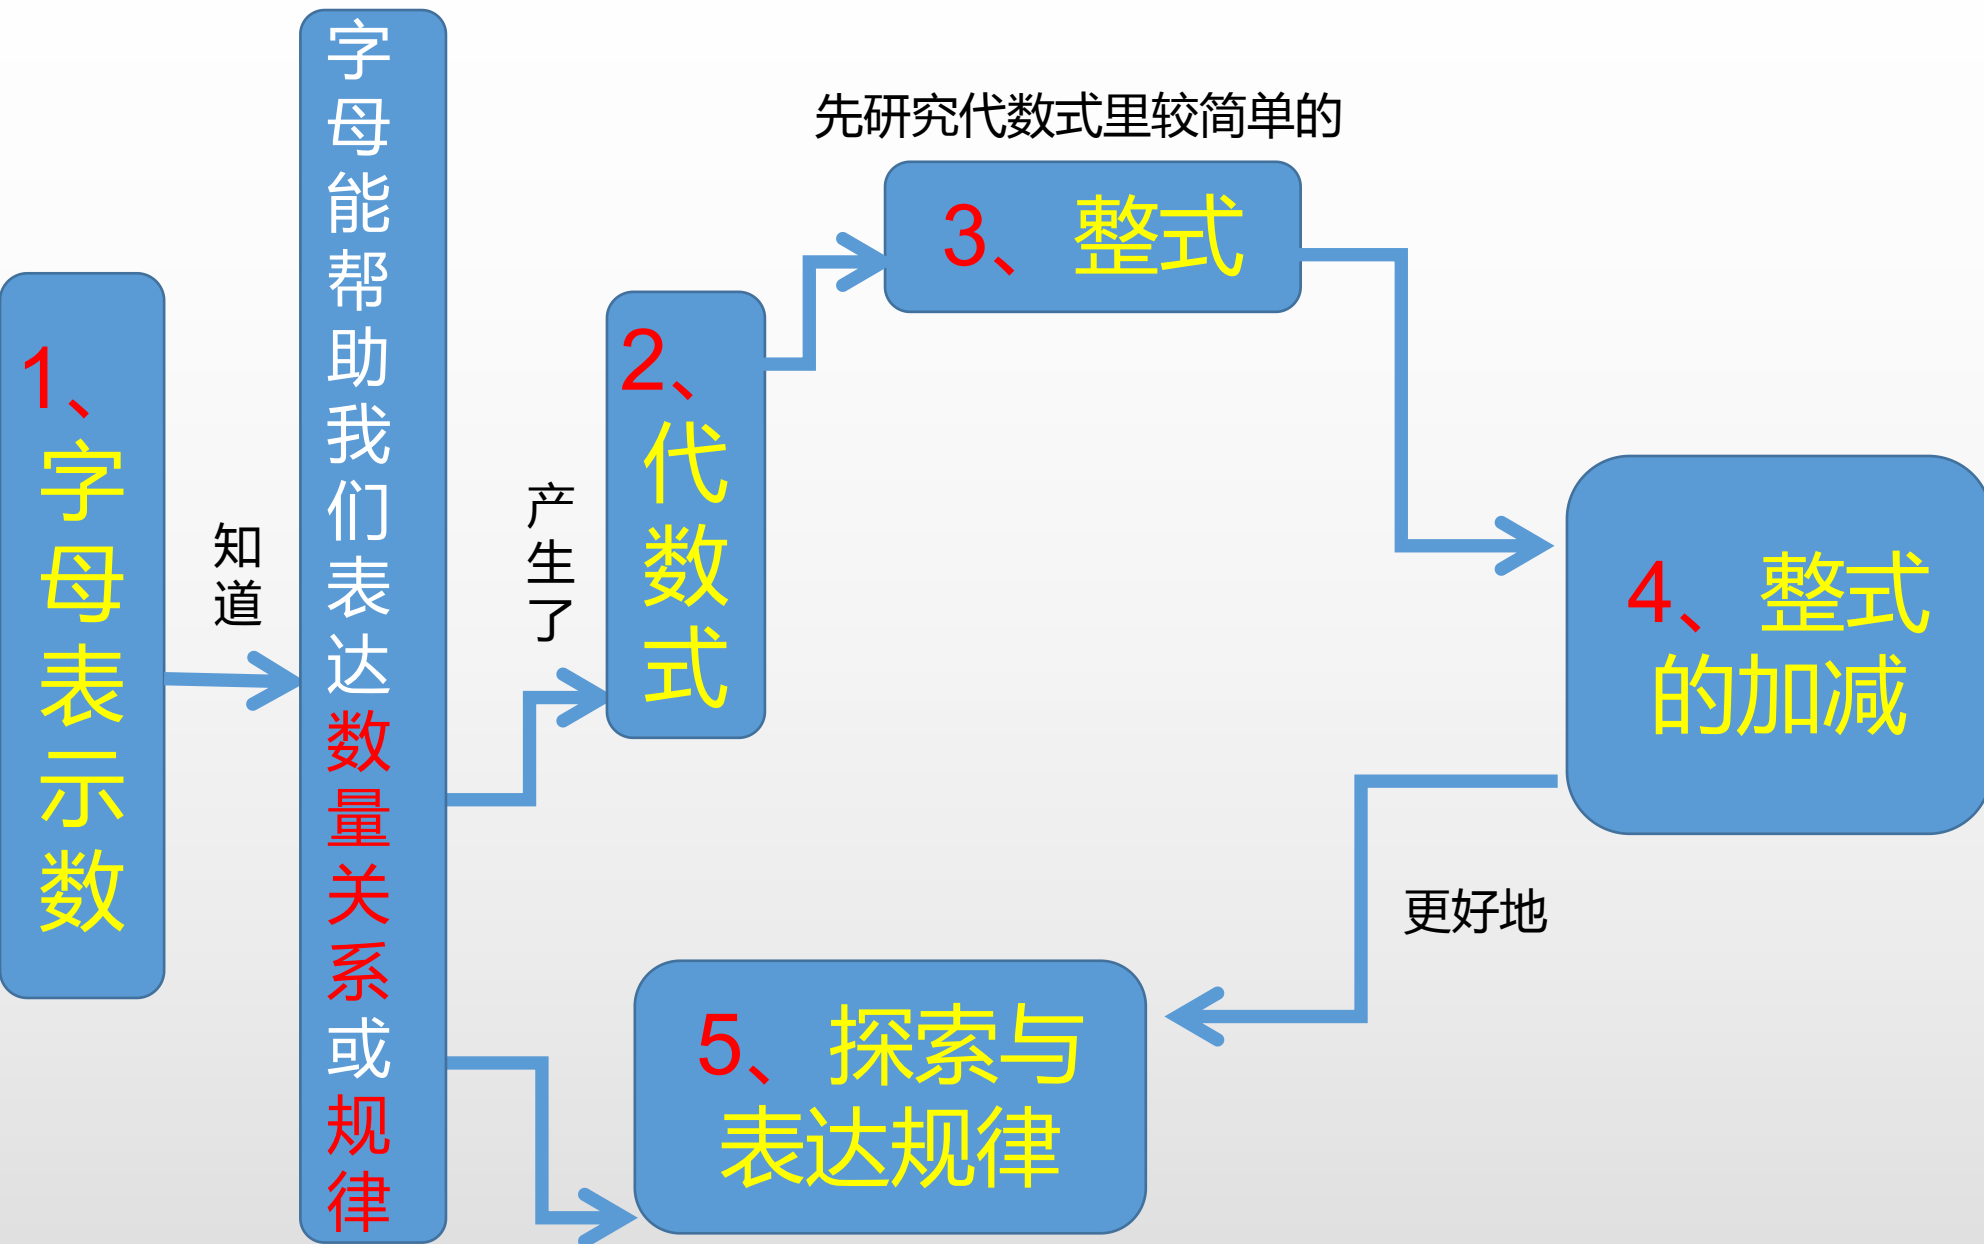 1、字母表示数
知道
字母能帮助我们表达数量关系或规律
产生了
2、代数式
先研究代数式里较简单的
3、整式
4、整式
的加减
更好地
5、探索与
表达规律